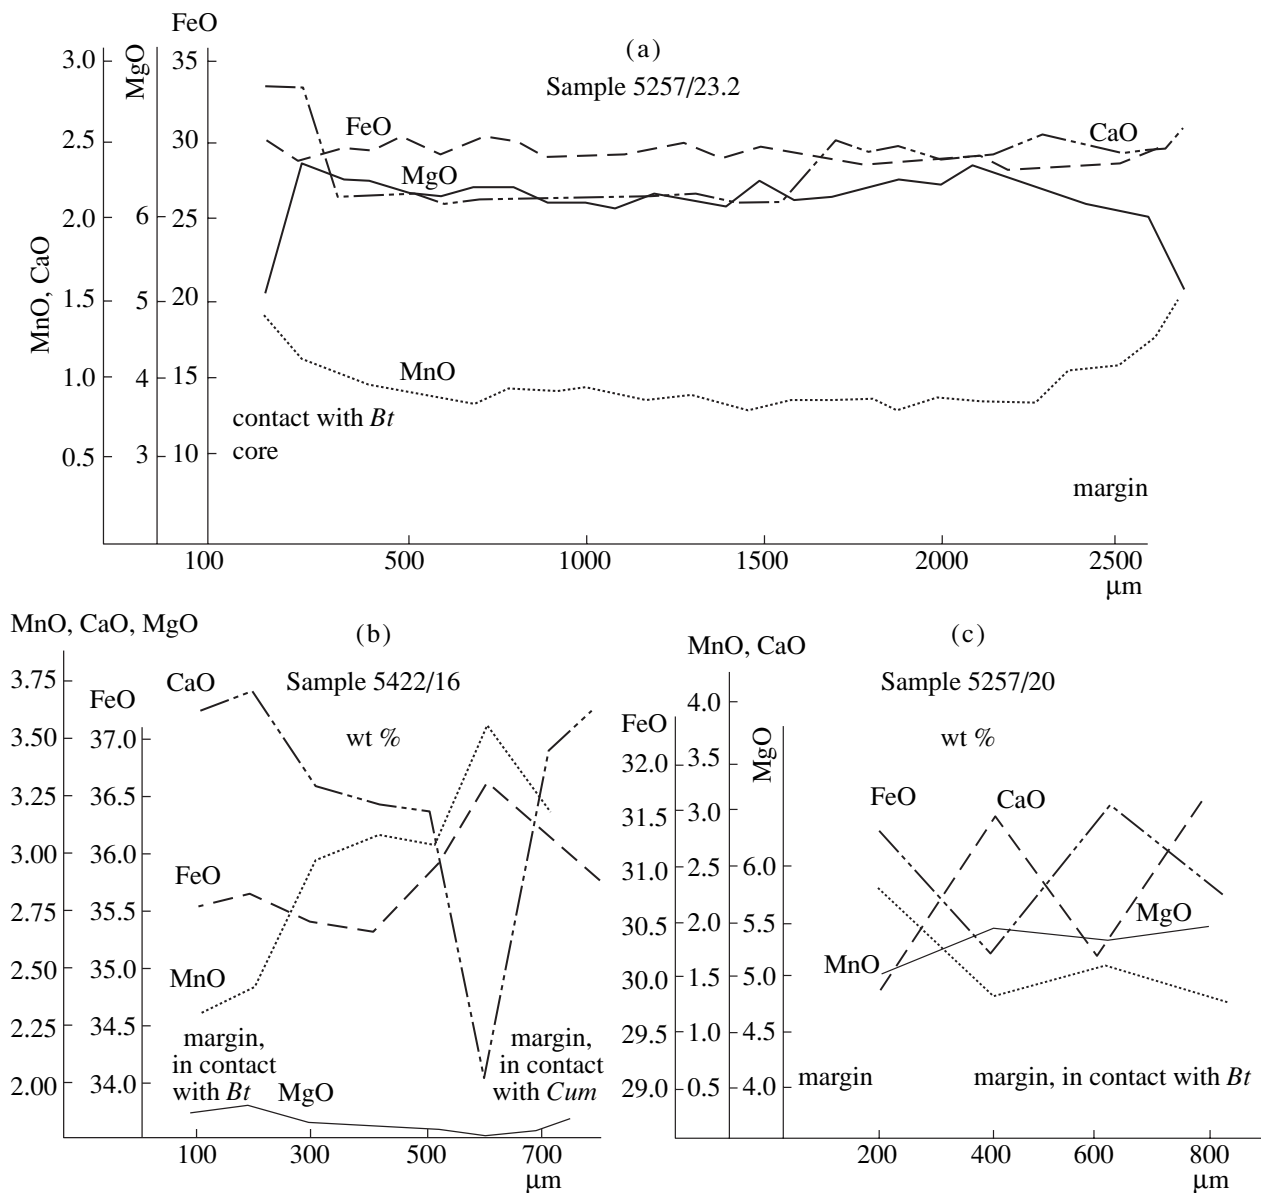 FeO
(a)
Sample 5257/23.2
MgO
MnO, CaO
3.0
2.5
2.0
1.5
1.0
0.5
6
5
4
3
35
30
25
20
15
10
FeO
CaO
MgO
MnO
contact with Bt
core
margin
100 500 1000 1500 2000 2500
µm
MnO, CaO, MgO
(b)
Sample 5422/16
wt %
3.75
3.50
3.25
3.00
2.75
2.50
2.25
2.00
FeO
37.0
36.5
36.0
35.5
35.0
34.5
34.0
CaO
FeO
MnO
margin,
in contact
with Bt
MgO
margin,
in contact
with Cum
100 300 500 700
µm
(c)
MnO, CaO
Sample 5257/20
wt %
FeO
32.0
31.5
31.0
30.5
30.0
29.5
29.0
4.0
3.5
3.0
2.5
2.0
1.5
1.0
0.5
MgO
6.0
5.5
5.0
4.5
4.0
FeO
CaO
MgO
MnO
margin
margin, in contact with Bt
200 400 600 800
µm